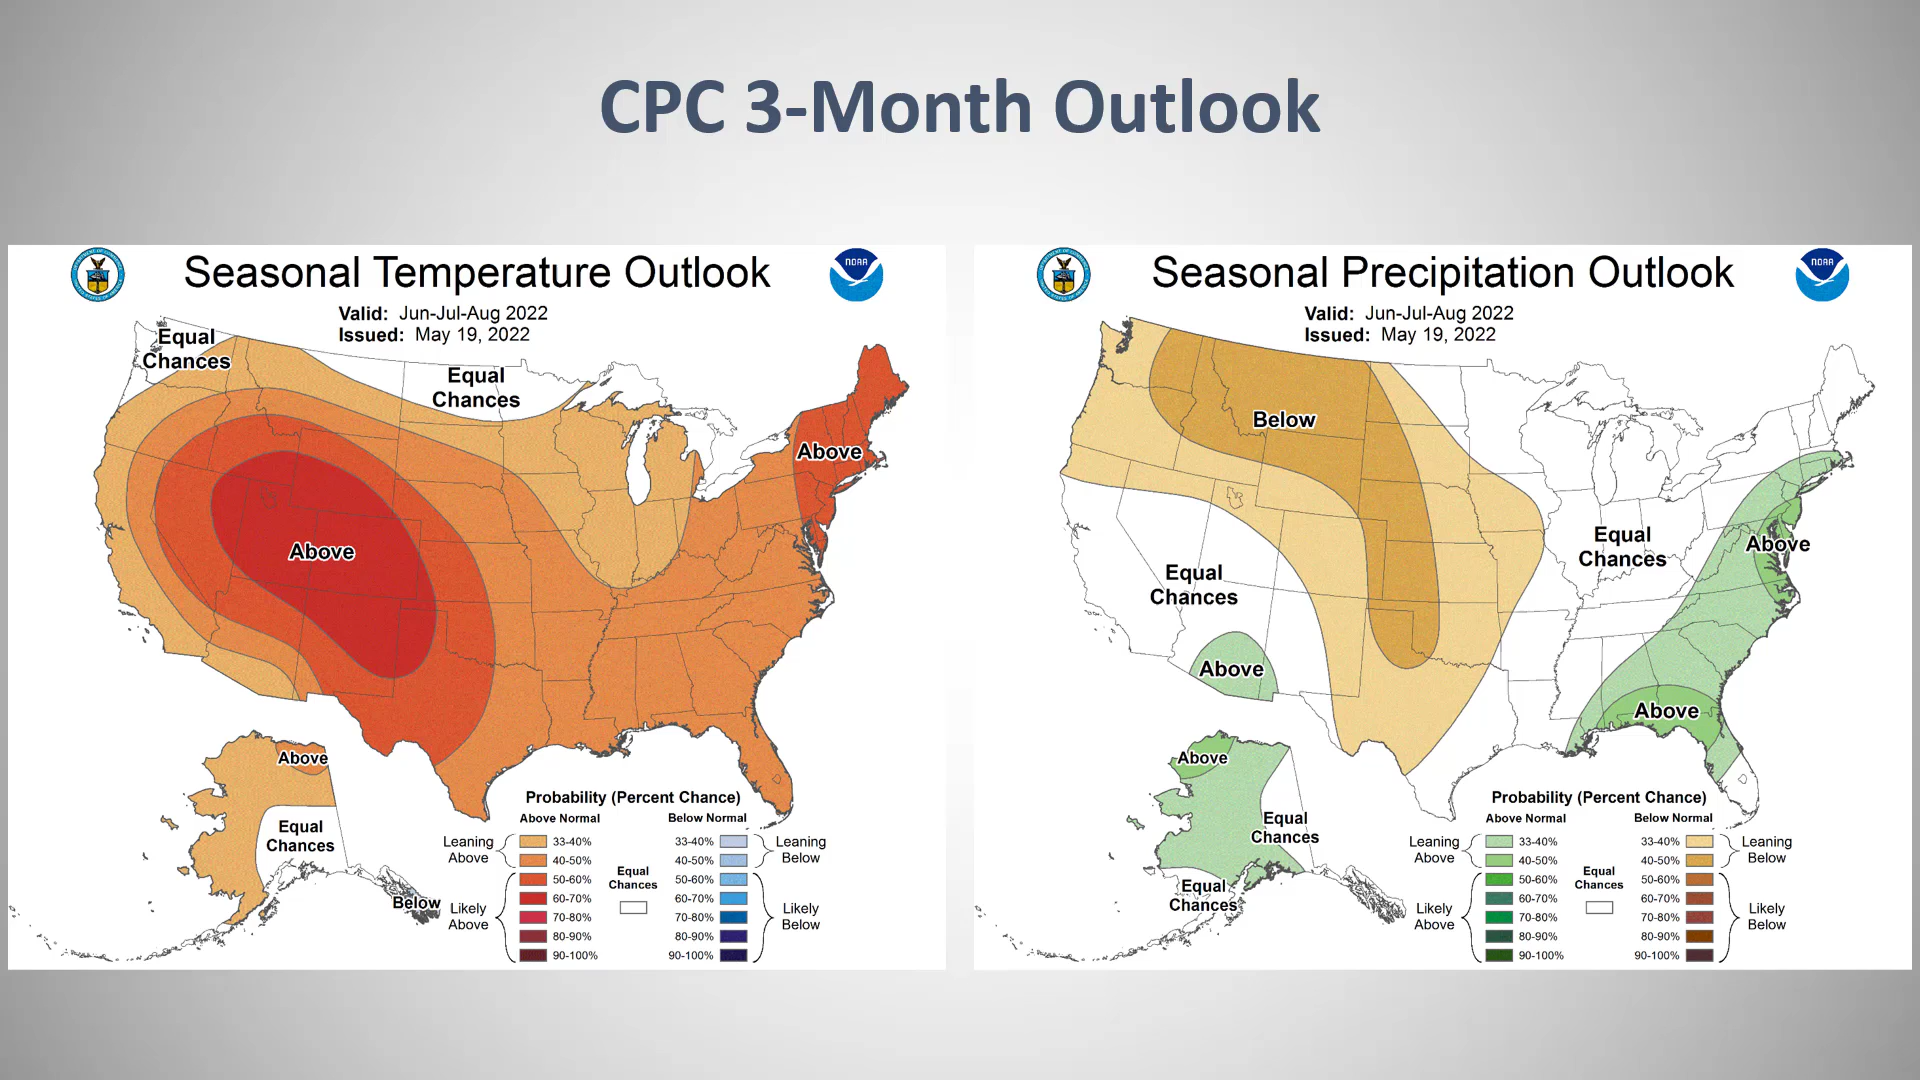 CPC 3-Month Outlook
Seasonal Temperature Outlook
NOAA
Valid: Jun-Jul-Aug 2022
Issued: May 19, 2022
Equal
Chances
Equal
Chances
Above
Above
Above
Equal
Chances
Below
Probability (Percent Chance)
Above Normal
Below Normal
Leaning
Above
33-40%
40-50%
Likely
Above
50-60%
60-70%
70-80%
80-90%
90-100%
Equal
Chances
33-40%
40-50%
Leaning
Below
50-60%
60-70%
70-80%
80-90%
90-100%
Likely
Below
Seasonal Precipitation Outlook
NOAA
Valid: Jun-Jul-Aug 2022
Issued: May 19, 2022
Below
Equal
Chances
Equal
Chances
Above
Above
Above
Above
Equal
Chances
Equal
Chances
Probability (Percent Chance)
Above Normal
Below Normal
Leaning
Above
33-40%
40-50%
Likely
Above
50-60%
60-70%
70-80%
80-90%
90-100%
Equal
Chances
33-40%
40-50%
Leaning
Below
50-60%
60-70%
70-80%
80-90%
90-100%
Likely
Below